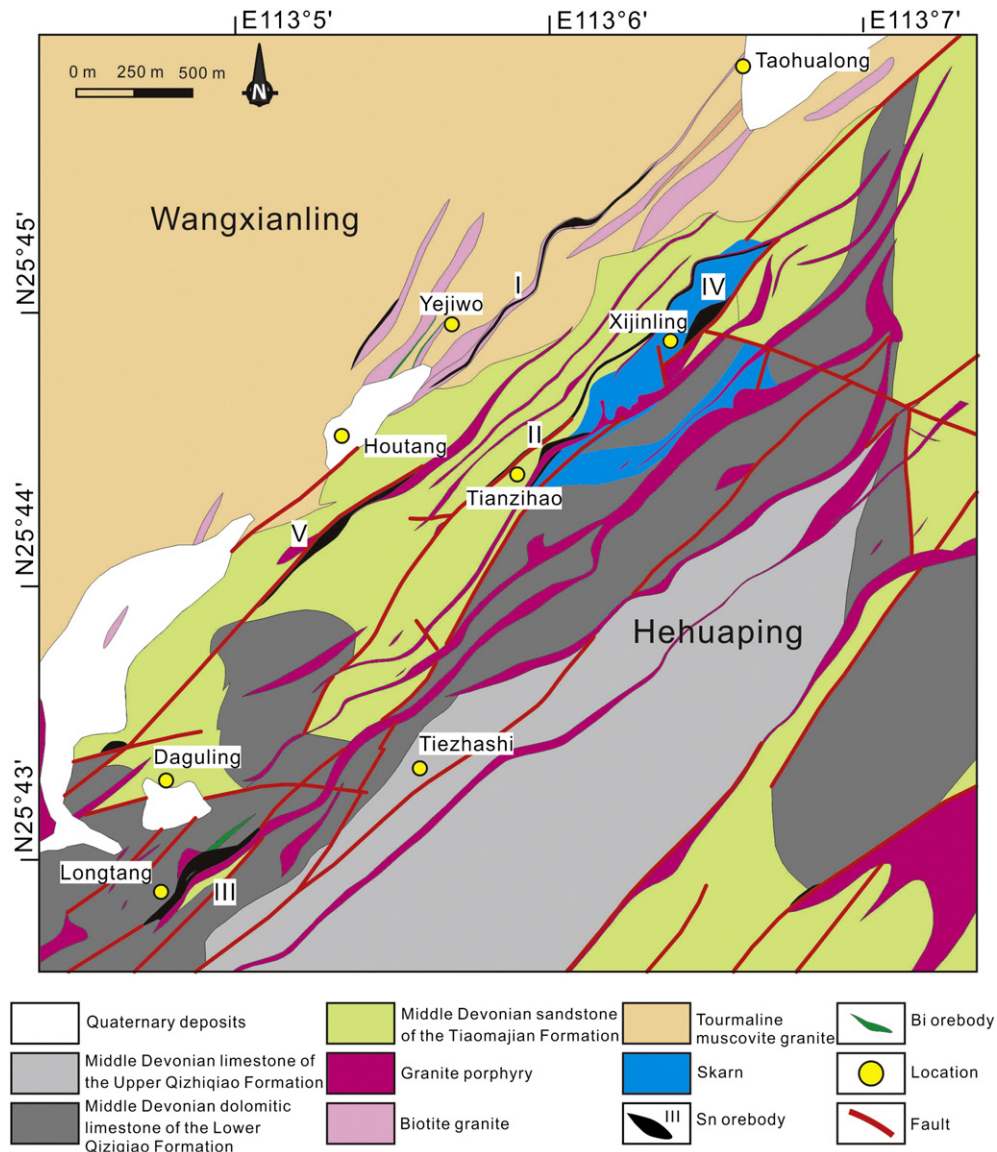 E113°5' E113°6' E113°7'
0 m 250 m 500 m
N
Taohualong
Wangxianling
N25°45'
I
IV
Yejiwo
Xijinling
II
Houtang
Tianzihao
N25°44'
V
Hehuaping
Tiezhashi
Daguling
N25°43'
Longtang
III
Quaternary deposits
Middle Devonian limestone of
the Upper Qizhiqiao Formation
Middle Devonian dolomitic
limestone of the Lower
Qiziqiao Formation
Middle Devonian sandstone
of the Tiaomajian Formation
Granite porphyry
Biotite granite
Tourmaline
muscovite granite
Skarn
III
Sn orebody
Bi orebody
Location
Fault